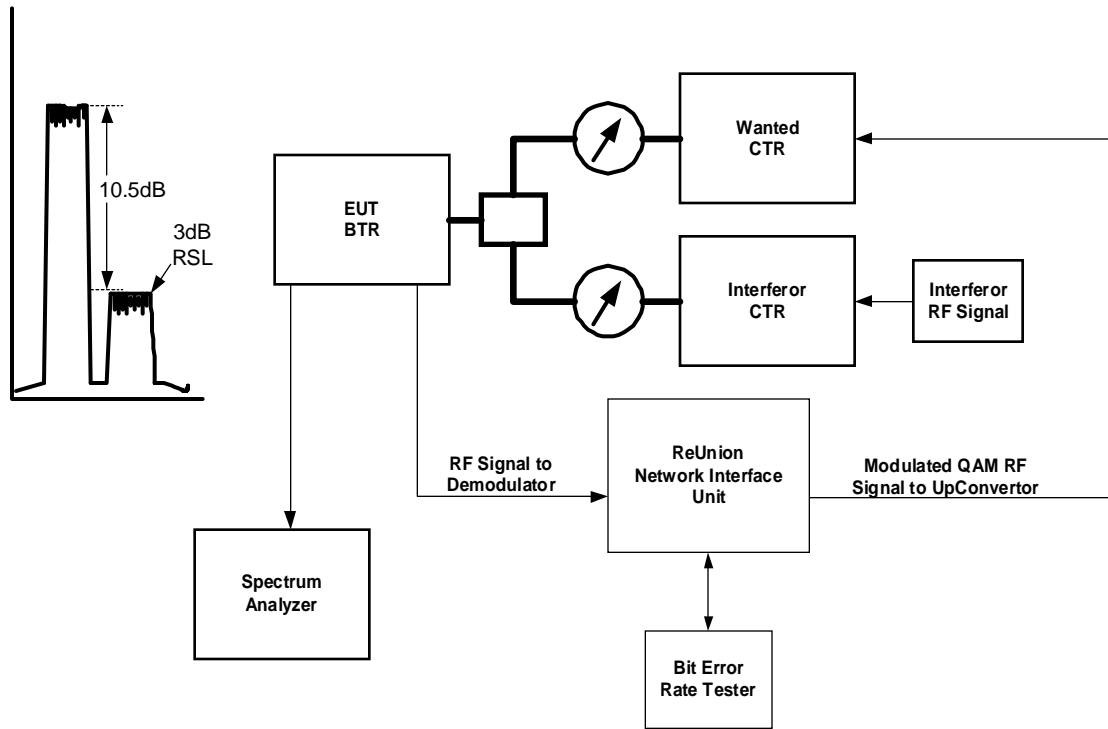 10.5dB
3dB
RSL
EUT
BTR
Wanted
CTR
Interferor
CTR
Interferor
RF Signal
RF Signal to
Demodulator
ReUnion
Network Interface
Unit
Modulated QAM RF
Signal to UpConvertor
Spectrum
Analyzer
Bit Error
Rate Tester